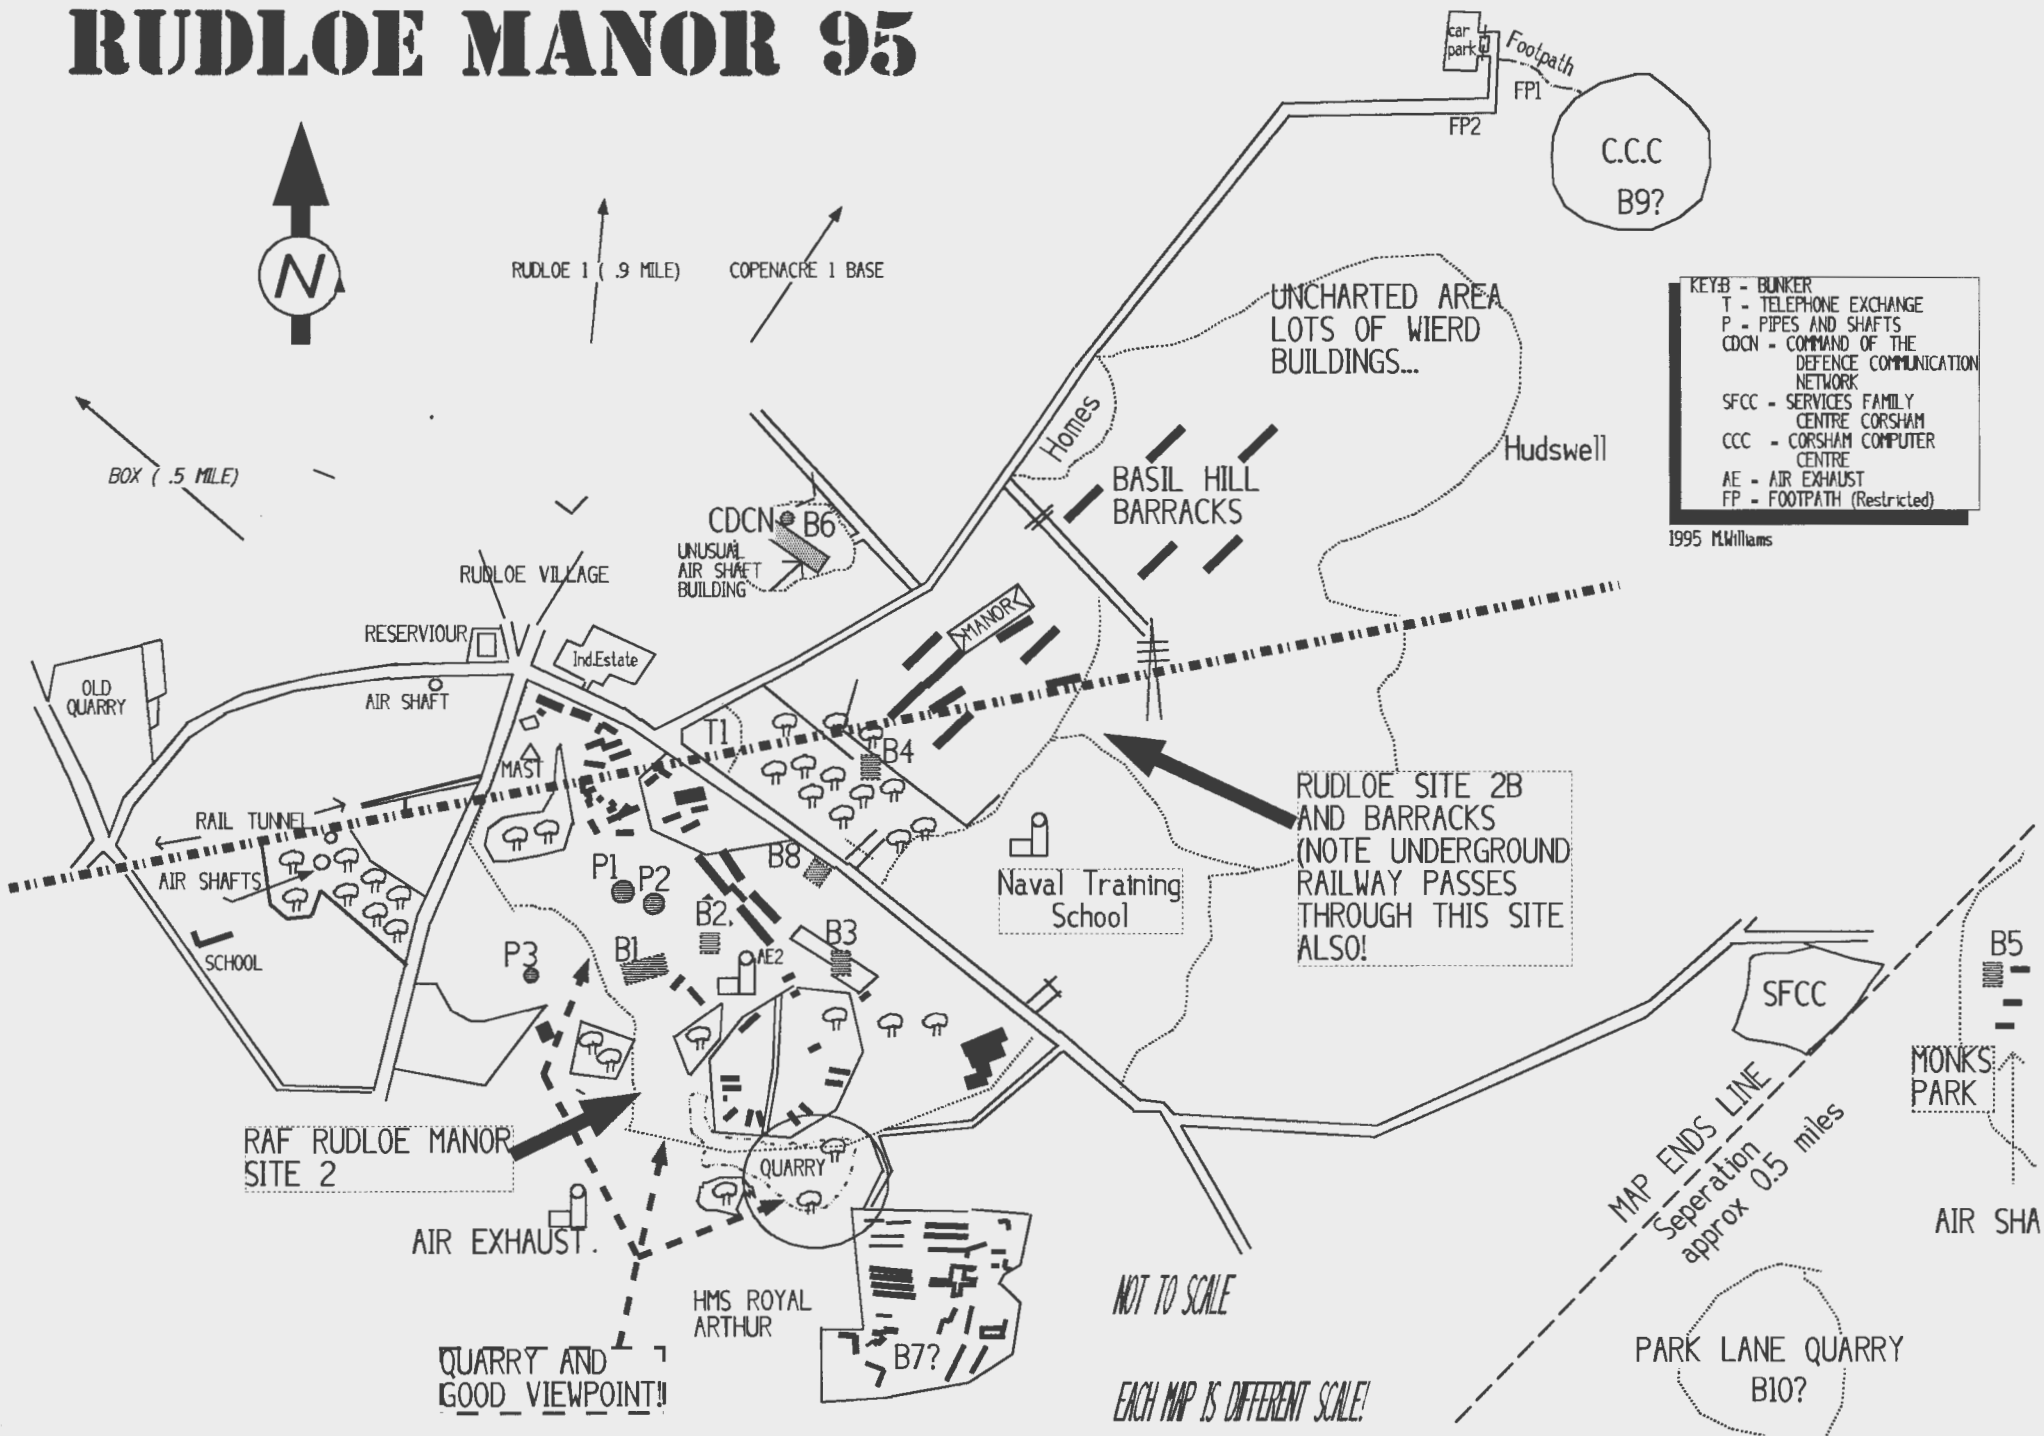 RUDLOE MANOR 95
car
park
Footpath
FP1
FP2
C.C.C
B9?
N
RUDLOE 1 ( .9 MILE)
COPENACRE 1 BASE
BOX ( .5 MILE)
UNCHARTED AREA
LOTS OF WIERD
BUILDINGS...
KEY:B - BUNKER
T - TELEPHONE EXCHANGE
P - PIPES AND SHAFTS
CDCN - COMMAND OF THE
DEFENCE COMMUNICATION
NETWORK
SFCC - SERVICES FAMILY
CENTRE CORSHAM
CCC - CORSHAM COMPUTER
CENTRE
AE - AIR EXHAUST
FP - FOOTPATH (Restricted)
1995 M.Williams
Homes
Hudswell
BASIL HILL
BARRACKS
CDCN
B6
UNUSUAL
AIR SHAFT
BUILDING
RUDLOE VILLAGE
RESERVIOUR
Ind.Estate
MANOR
OLD
QUARRY
AIR SHAFT
T1
MAST
B4
RAIL TUNNEL
AIR SHAFTS
SCHOOL
P1
P2
P3
B8
B2
B1
AE2
B3
Naval Training
School
RUDLOE SITE 2B
AND BARRACKS
(NOTE UNDERGROUND
RAILWAY PASSES
THROUGH THIS SITE
ALSO!
SFCC
B5
MONKS
PARK
AIR SHA
RAF RUDLOE MANOR
SITE 2
QUARRY
AIR EXHAUST.
HMS ROYAL
ARTHUR
B7?
QUARRY AND
GOOD VIEWPOINT!
NOT TO SCALE
EACH MAP IS DIFFERENT SCALE!
MAP ENDS LINE
Seperation
approx 0.5 miles
PARK LANE QUARRY
B10?